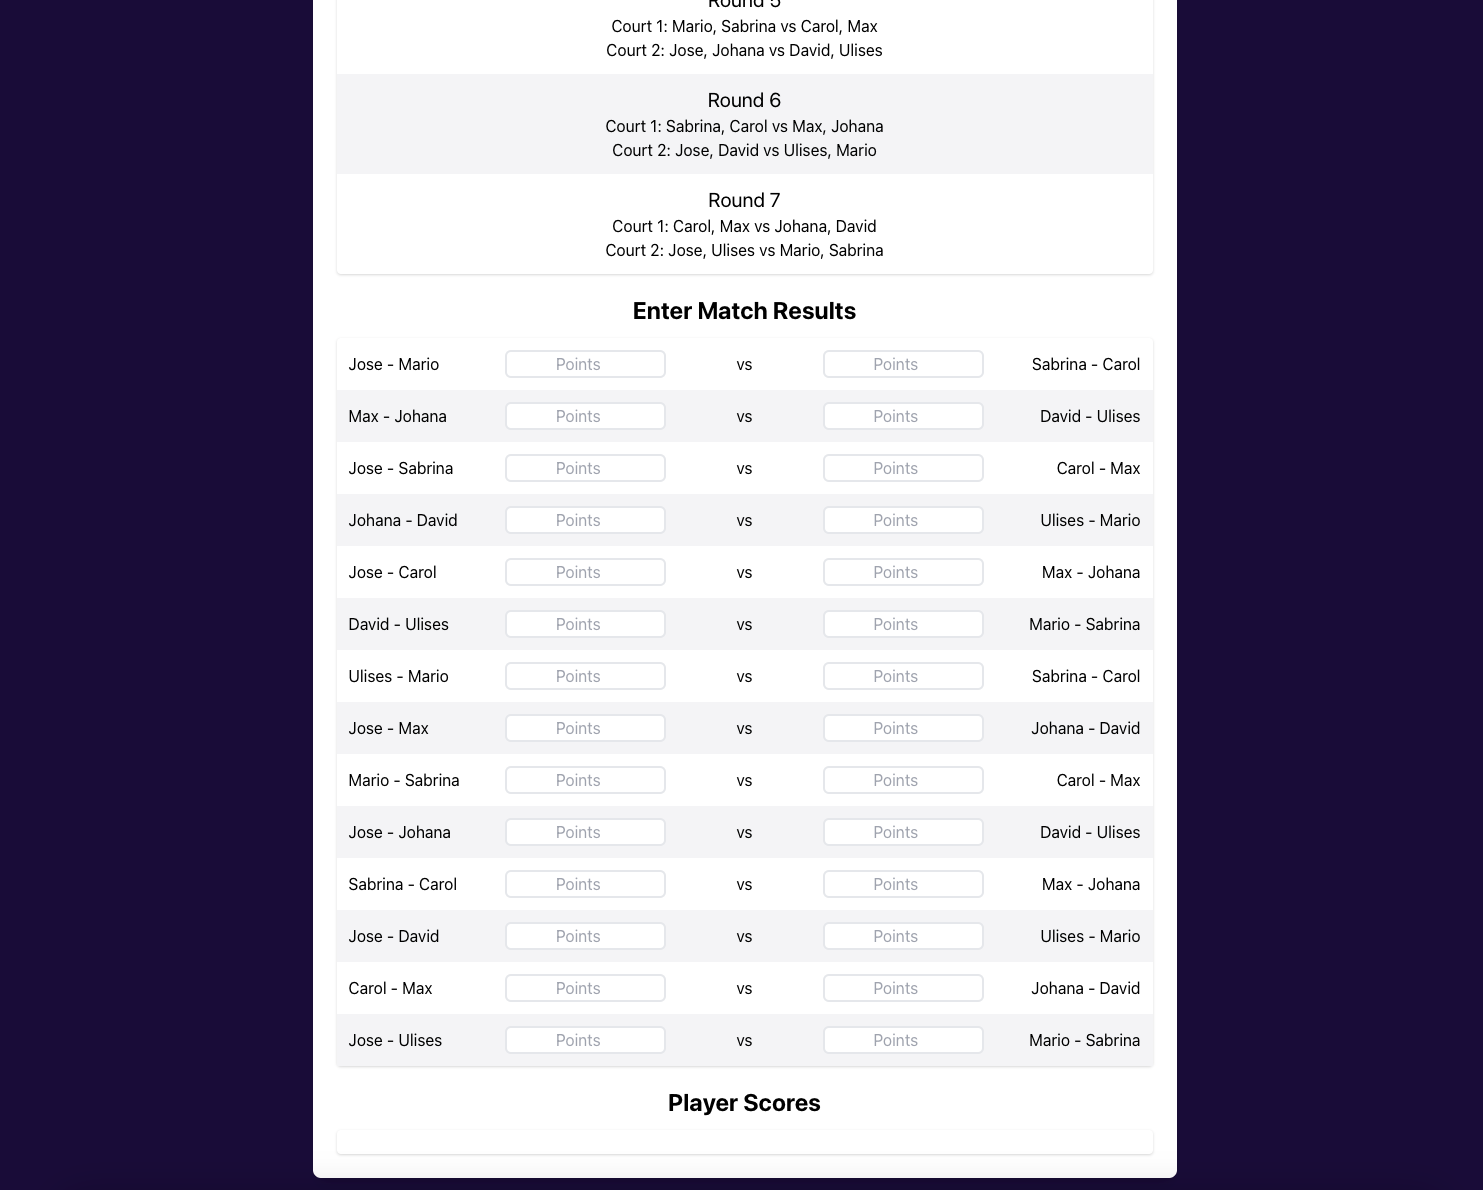 Round 5
Court 1: Mario, Sabrina vs Carol, Max
Court 2: Jose, Johana vs David, Ulises
Round 6
Court 1: Sabrina, Carol vs Max, Johana
Court 2: Jose, David vs Ulises, Mario
Round 7
Court 1: Carol, Max vs Johana, David
Court 2: Jose, Ulises vs Mario, Sabrina
Enter Match Results
Jose - Mario Points vs Points Sabrina - Carol
Max - Johana Points vs Points David - Ulises
Jose - Sabrina Points vs Points Carol - Max
Johana - David Points vs Points Ulises - Mario
Jose - Carol Points vs Points Max - Johana
David - Ulises Points vs Points Mario - Sabrina
Ulises - Mario Points vs Points Sabrina - Carol
Jose - Max Points vs Points Johana - David
Mario - Sabrina Points vs Points Carol - Max
Jose - Johana Points vs Points David - Ulises
Sabrina - Carol Points vs Points Max - Johana
Jose - David Points vs Points Ulises - Mario
Carol - Max Points vs Points Johana - David
Jose - Ulises Points vs Points Mario - Sabrina
Player Scores